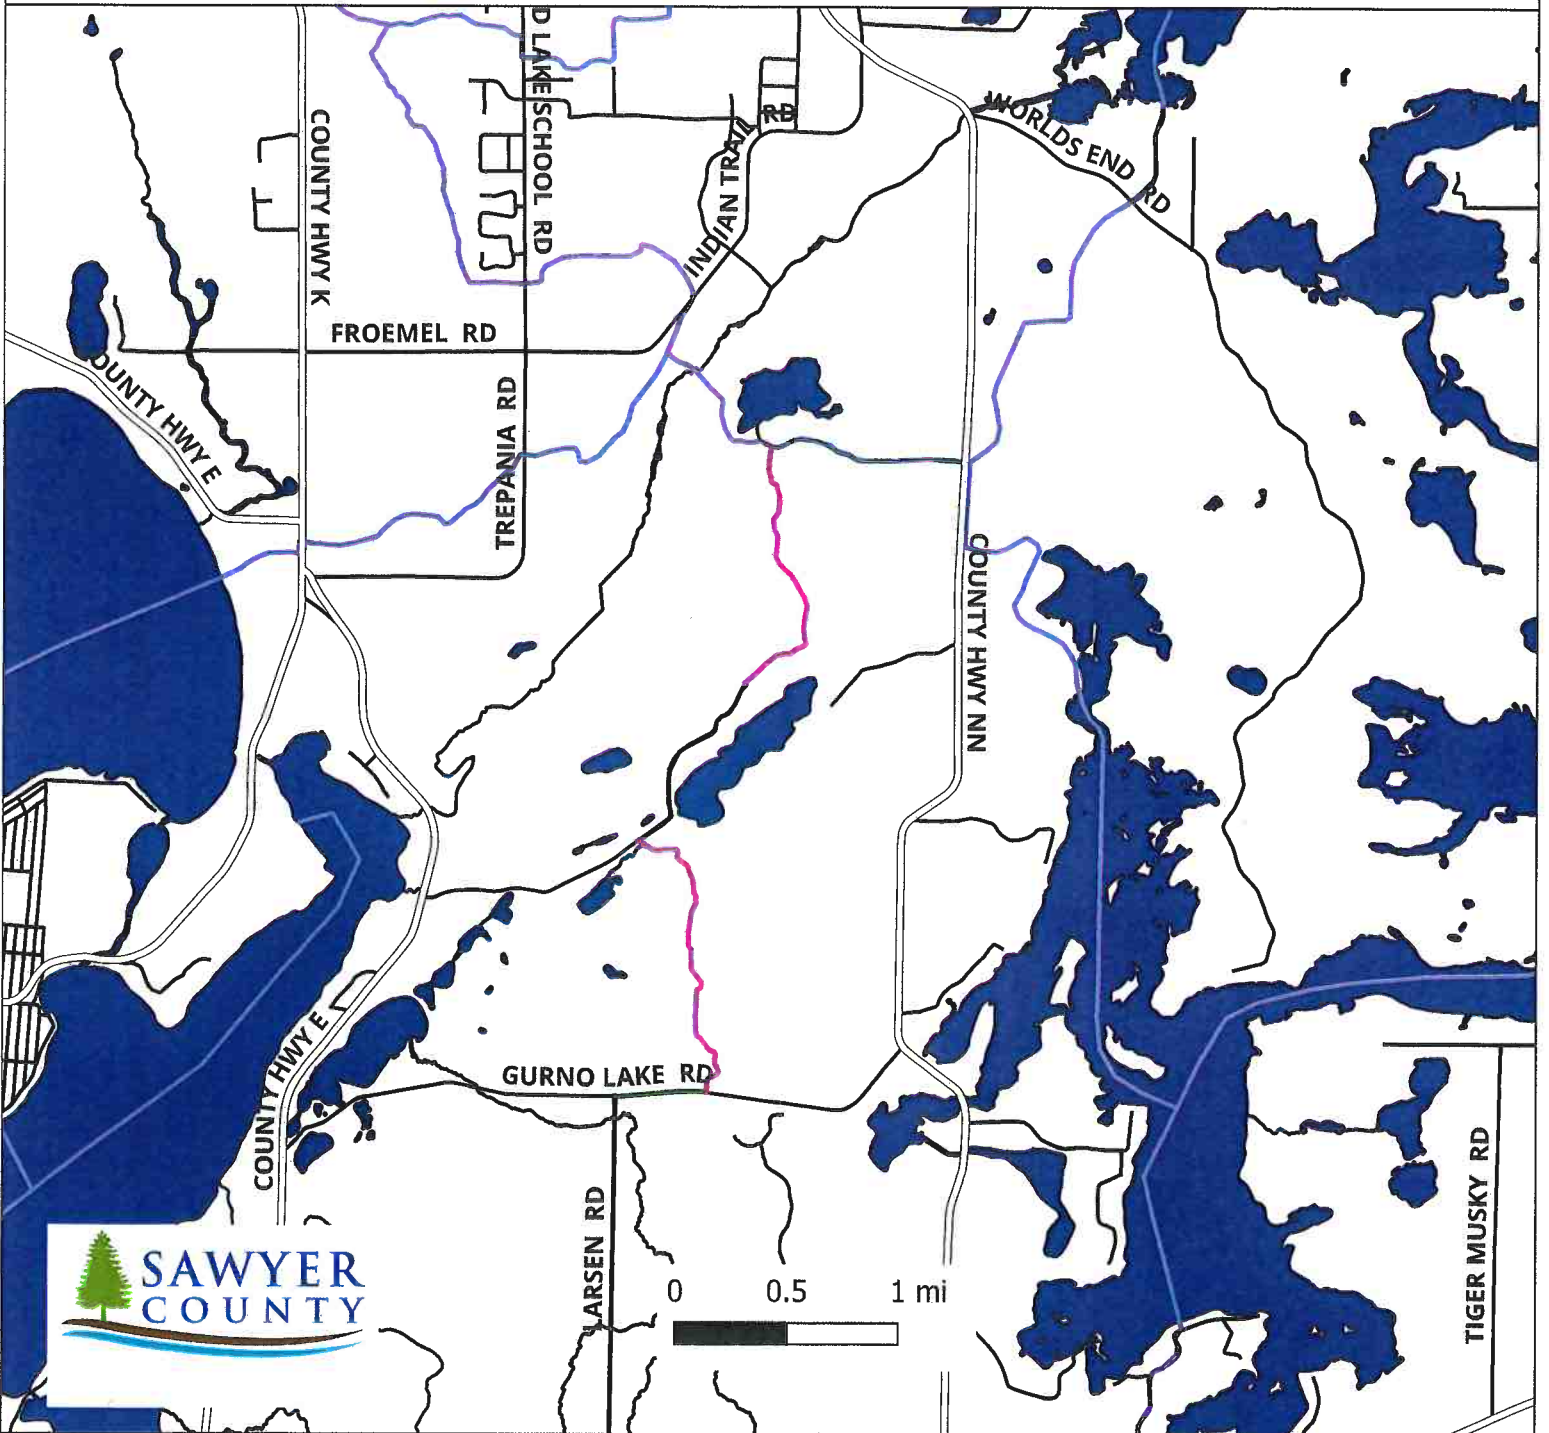 D LAKE SCHOOL RD
RD
WORLDS END RD
COUNTY HWY K
INDIAN TRAIL
FROEMEL RD
OUNTY HWY E
TREPANIA RD
COUNTY HWY NN
GURNO LAKE RD
COUNTY HWY E
LARSEN RD
TIGER MUSKY RD
SAWYER
COUNTY
0 0.5 1 mi